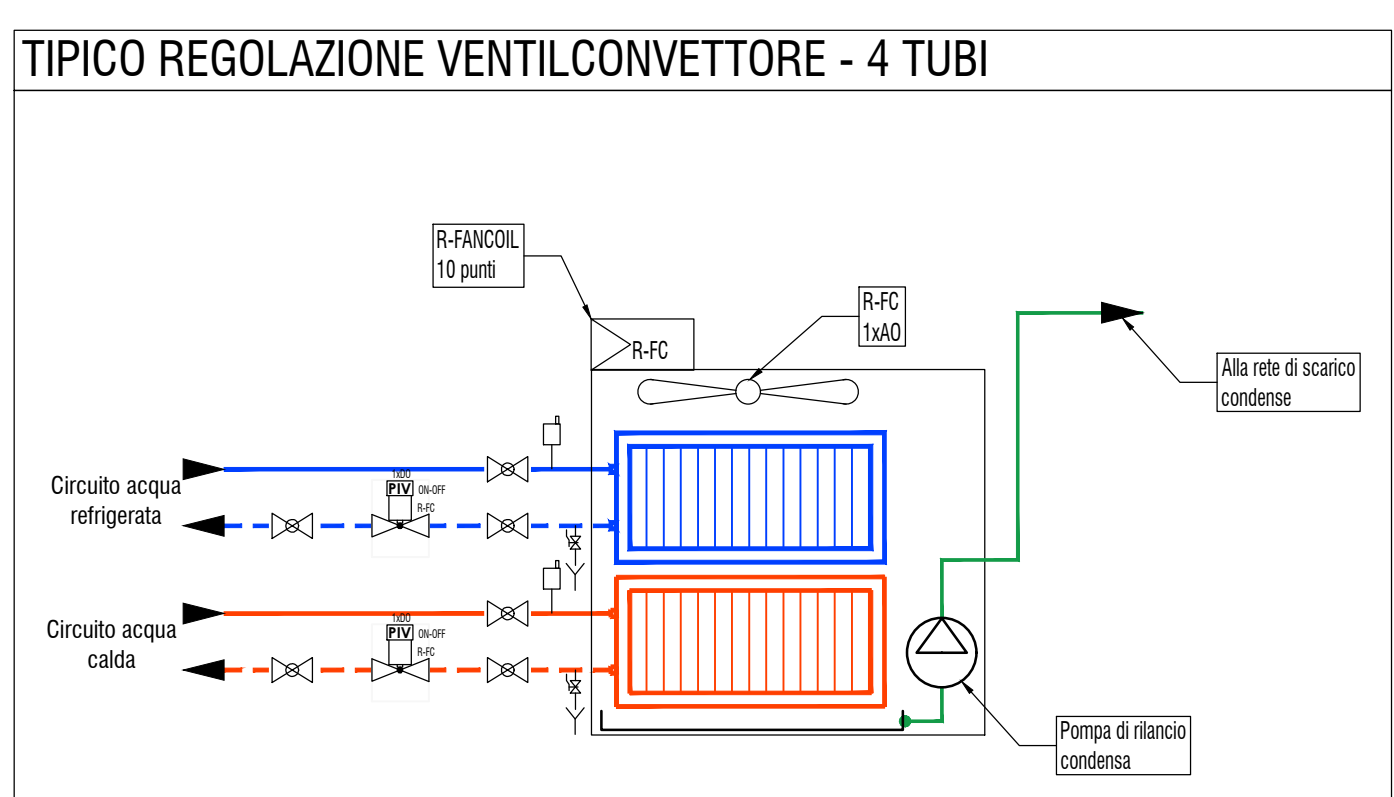 TIPICO REGOLAZIONE VENTILCONVETTORE - 4 TUBI
R-FANCOIL
10 punti
R-FC
1xAO
R-FC
Alla rete di scarico
condense
Circuito acqua
refrigerata
1xDO
PIV ON-OFF
R-FC
Circuito acqua
calda
1xDO
PIV ON-OFF
R-FC
Pompa di rilancio
condensa